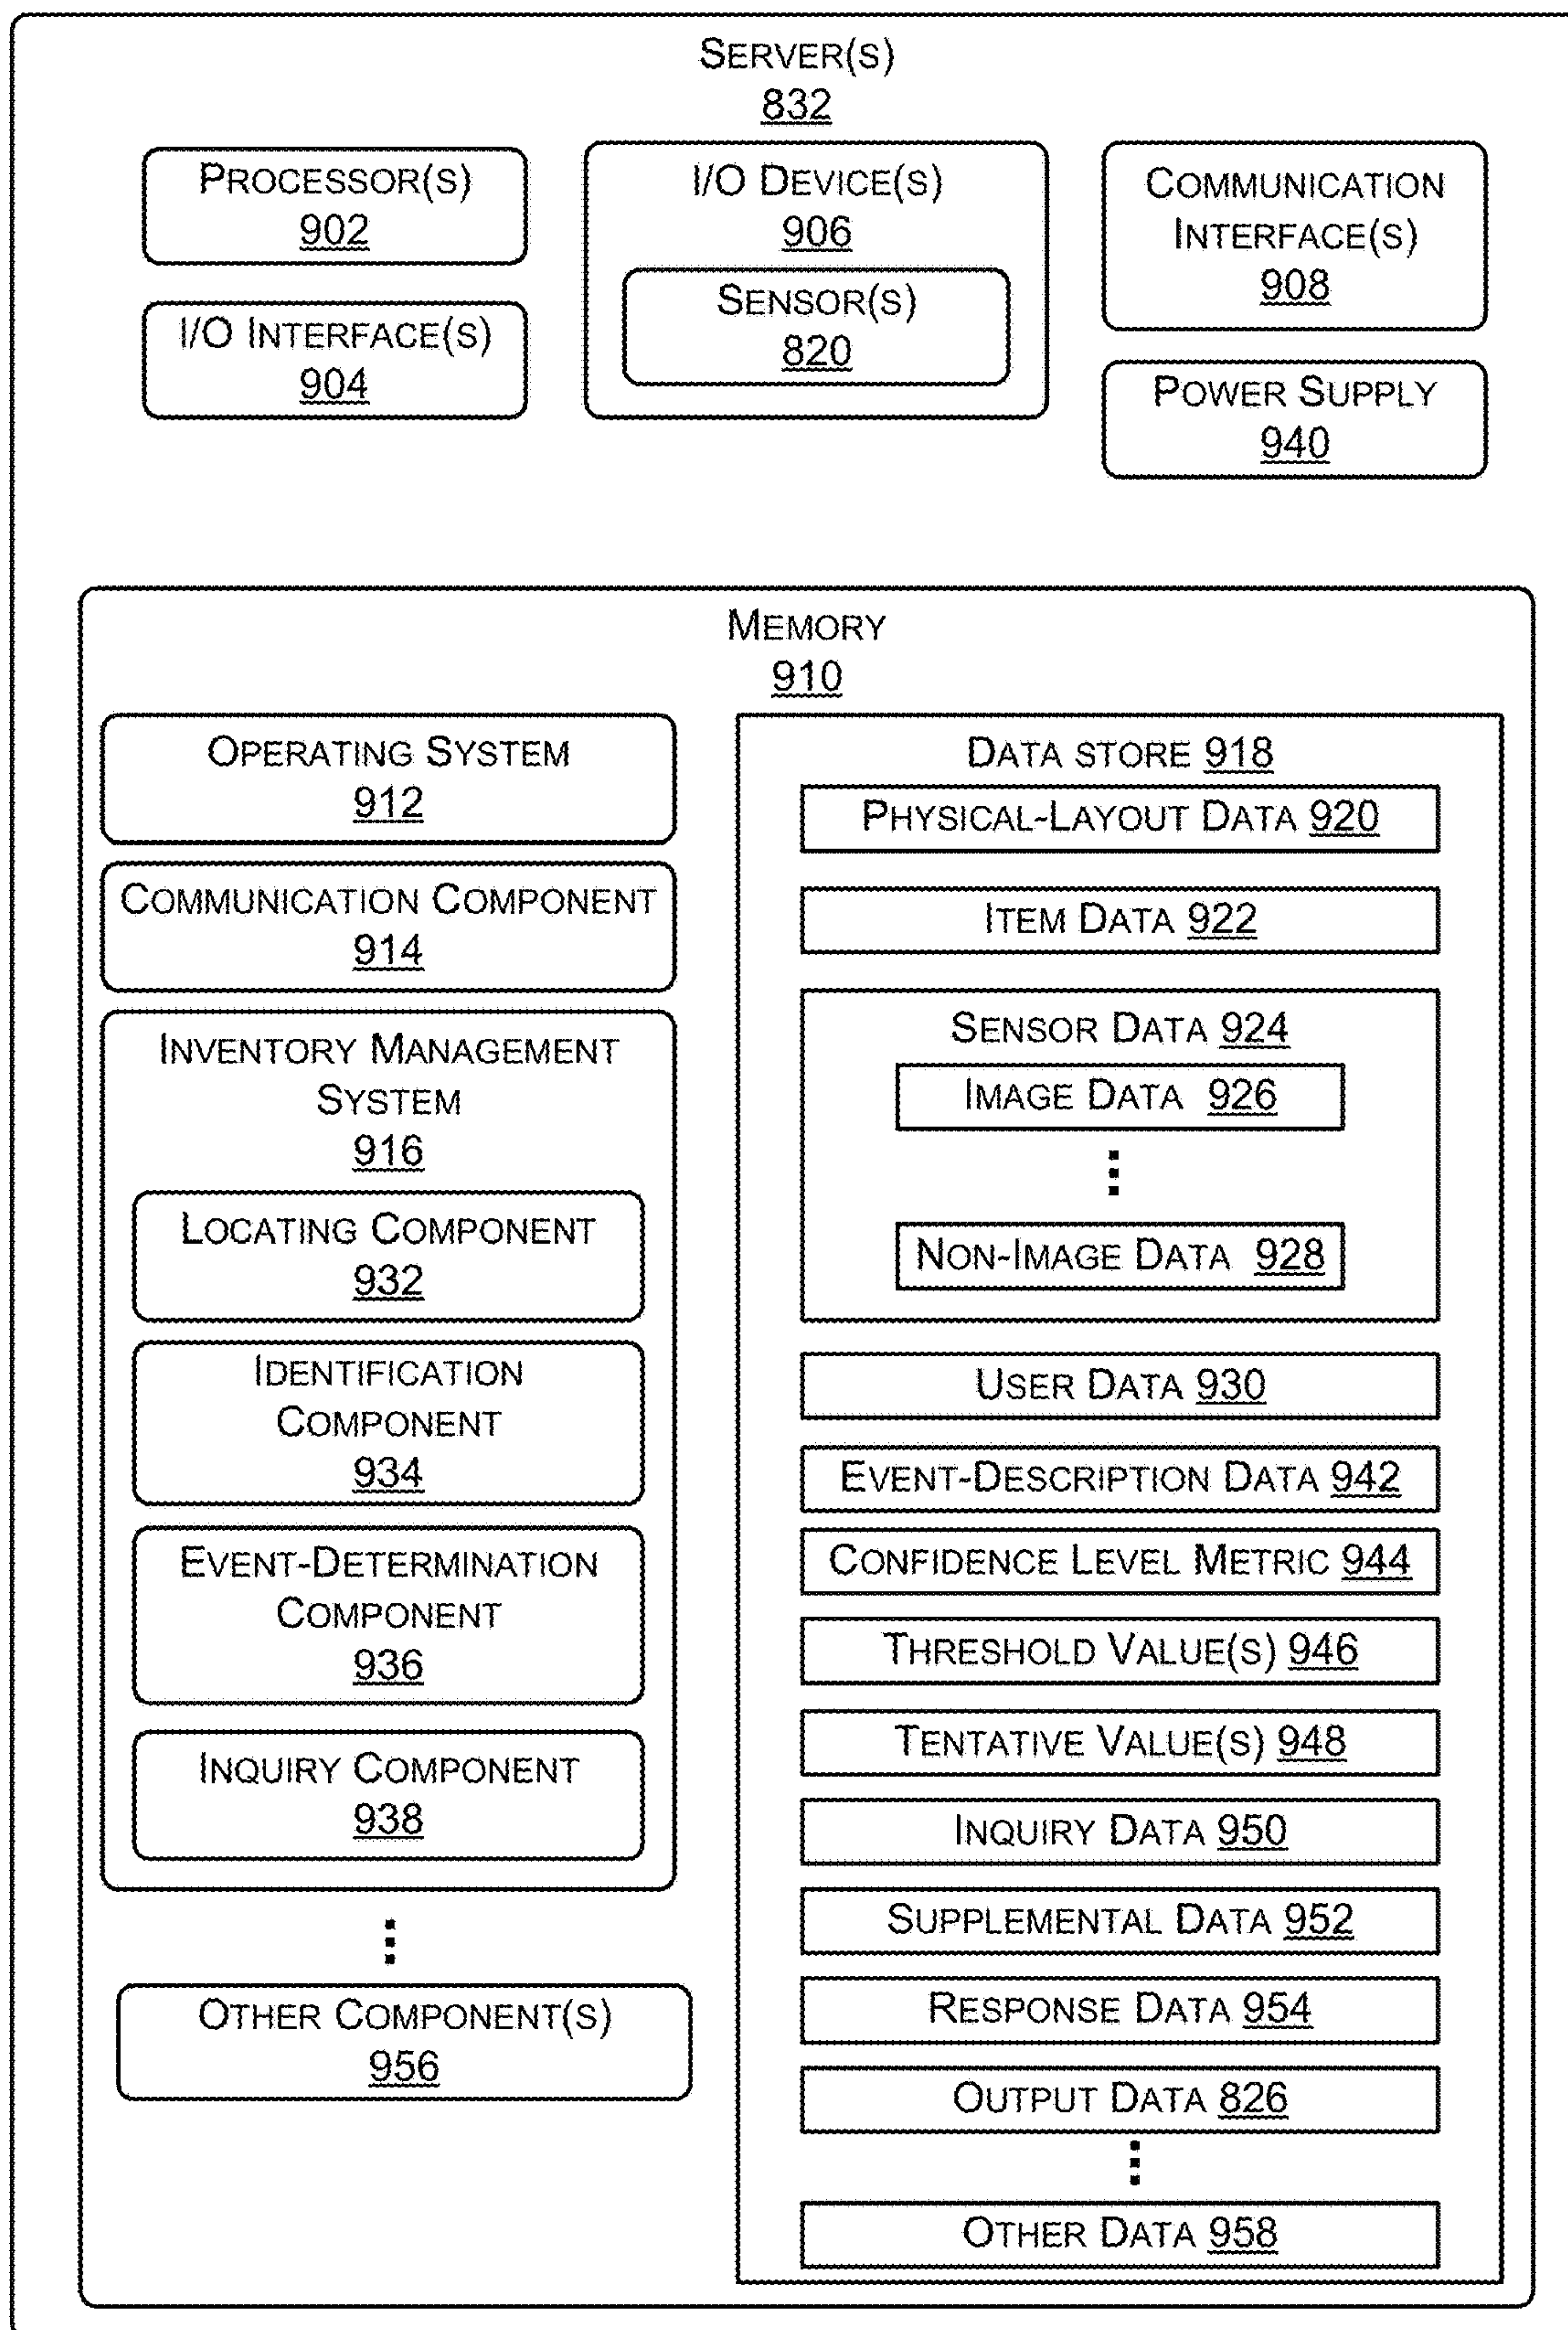 SERVER(S)
832
PROCESSOR(S)
902
I/O INTERFACE(S)
904
I/O DEVICE(S)
906
SENSOR(S)
820
COMMUNICATION
INTERFACE(S)
908
POWER SUPPLY
940
MEMORY
910
OPERATING SYSTEM
912
COMMUNICATION COMPONENT
914
INVENTORY MANAGEMENT
SYSTEM
916
LOCATING COMPONENT
932
IDENTIFICATION
COMPONENT
934
EVENT-DETERMINATION
COMPONENT
936
INQUIRY COMPONENT
938
OTHER COMPONENT(S)
956
DATA STORE 918
PHYSICAL-LAYOUT DATA 920
ITEM DATA 922
SENSOR DATA 924
IMAGE DATA 926
NON-IMAGE DATA 928
USER DATA 930
EVENT-DESCRIPTION DATA 942
CONFIDENCE LEVEL METRIC 944
THRESHOLD VALUE(S) 946
TENTATIVE VALUE(S) 948
INQUIRY DATA 950
SUPPLEMENTAL DATA 952
RESPONSE DATA 954
OUTPUT DATA 826
OTHER DATA 958